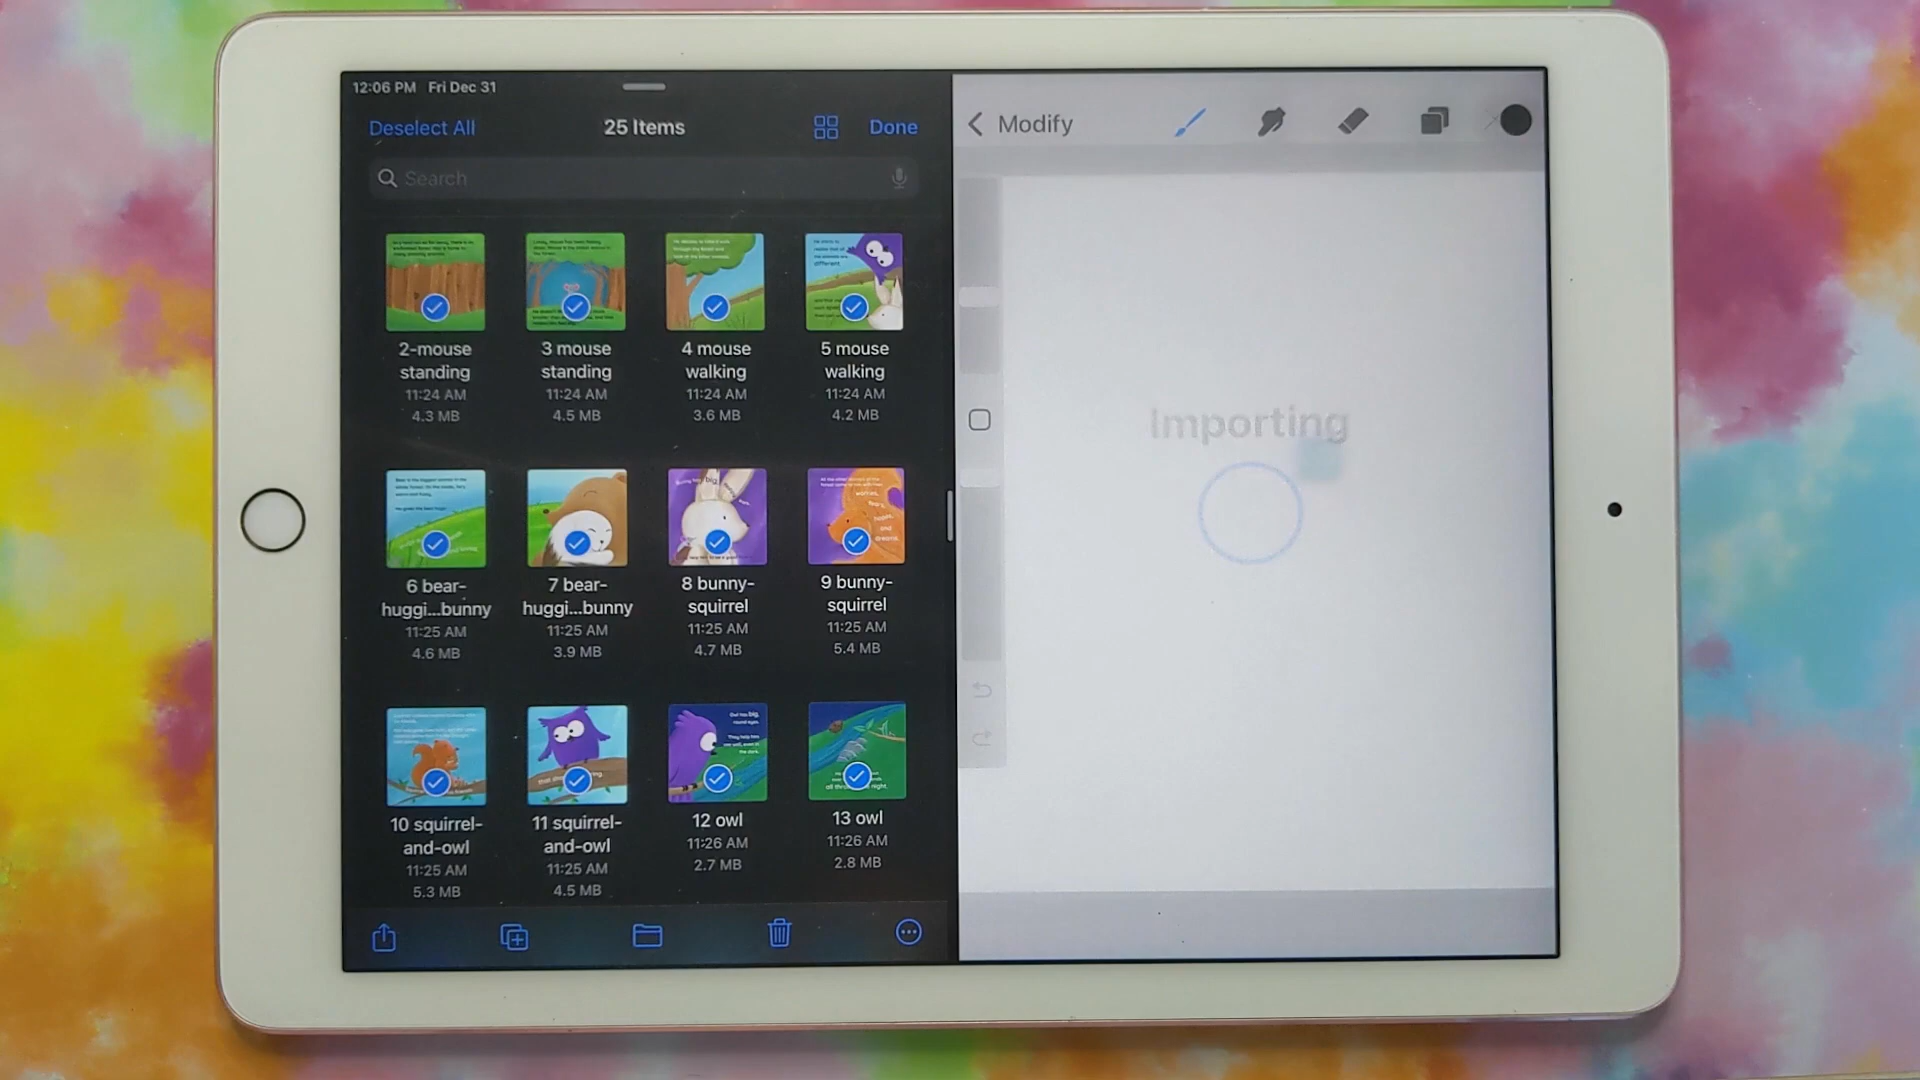 12:06 PM Fri Dec 31
Deselect All
25 Items
Done
Search
2-mouse
standing
11:24 AM
4.3 MB
3 mouse
standing
11:24 AM
4.5 MB
4 mouse
walking
11:24 AM
3.6 MB
5 mouse
walking
11:24 AM
4.2 MB
6 bear-
huggi...bunny
11:25 AM
4.6 MB
7 bear-
huggi...bunny
11:25 AM
3.9 MB
8 bunny-
squirrel
11:25 AM
4.7 MB
9 bunny-
squirrel
11:25 AM
5.4 MB
10 squirrel-
and-owl
11:25 AM
5.3 MB
11 squirrel-
and-owl
11:25 AM
4.5 MB
Owl has big,
round eyes.
12 owl
11:26 AM
2.7 MB
13 owl
11:26 AM
2.8 MB
Modify
Importing